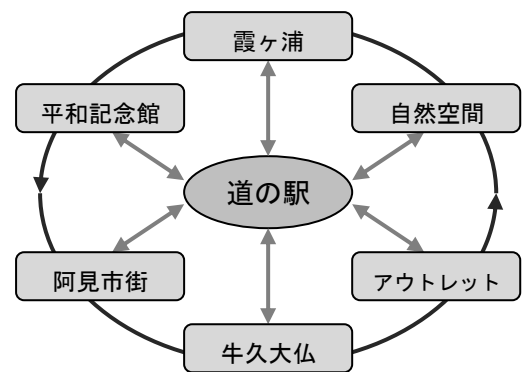 霞ヶ浦
平和記念館
自然空間
道の駅
阿見市街
アウトレット
牛久大仏